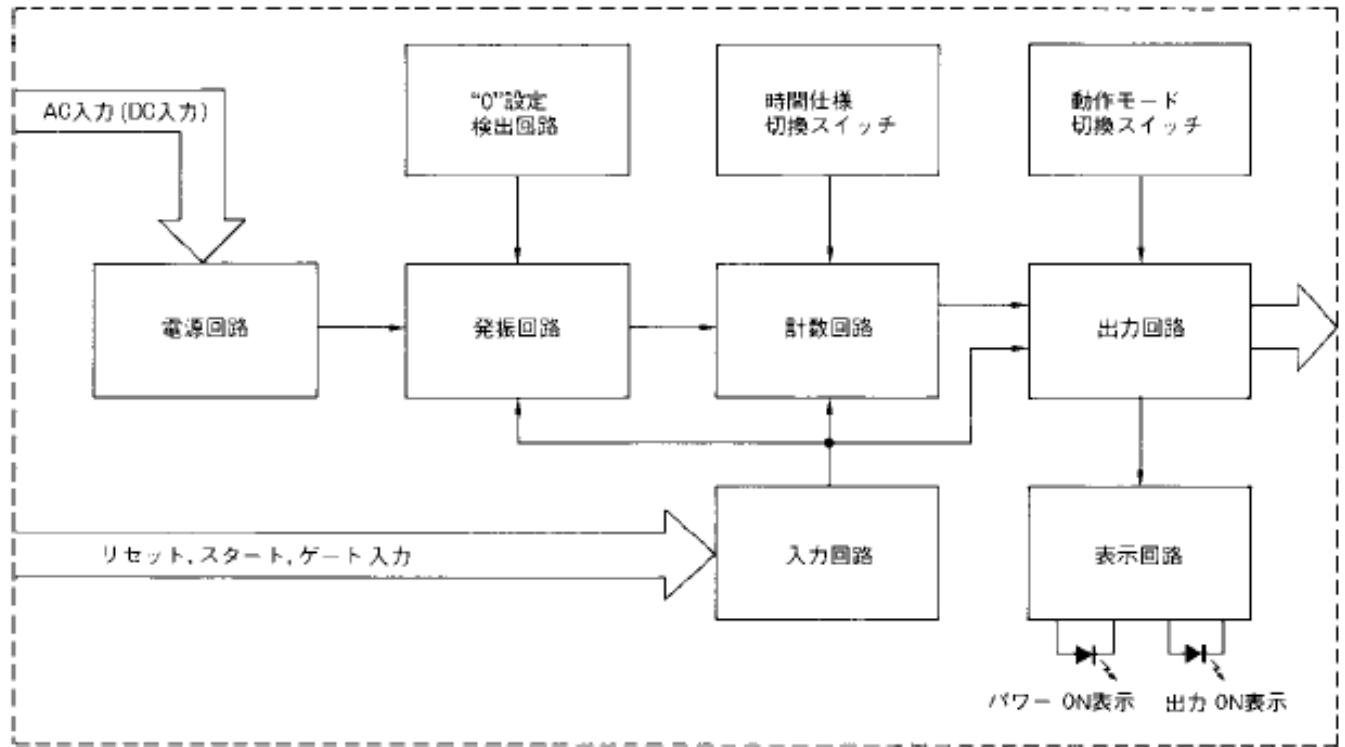 AC入力(DC入力)
“0”設定
検出回路
時間仕様
切換スイッチ
動作モード
切換スイッチ
電源回路
発振回路
計数回路
出力回路
リセット,スタート,ゲート入力
入力回路
表示回路
パワー ON表示
出力 ON表示